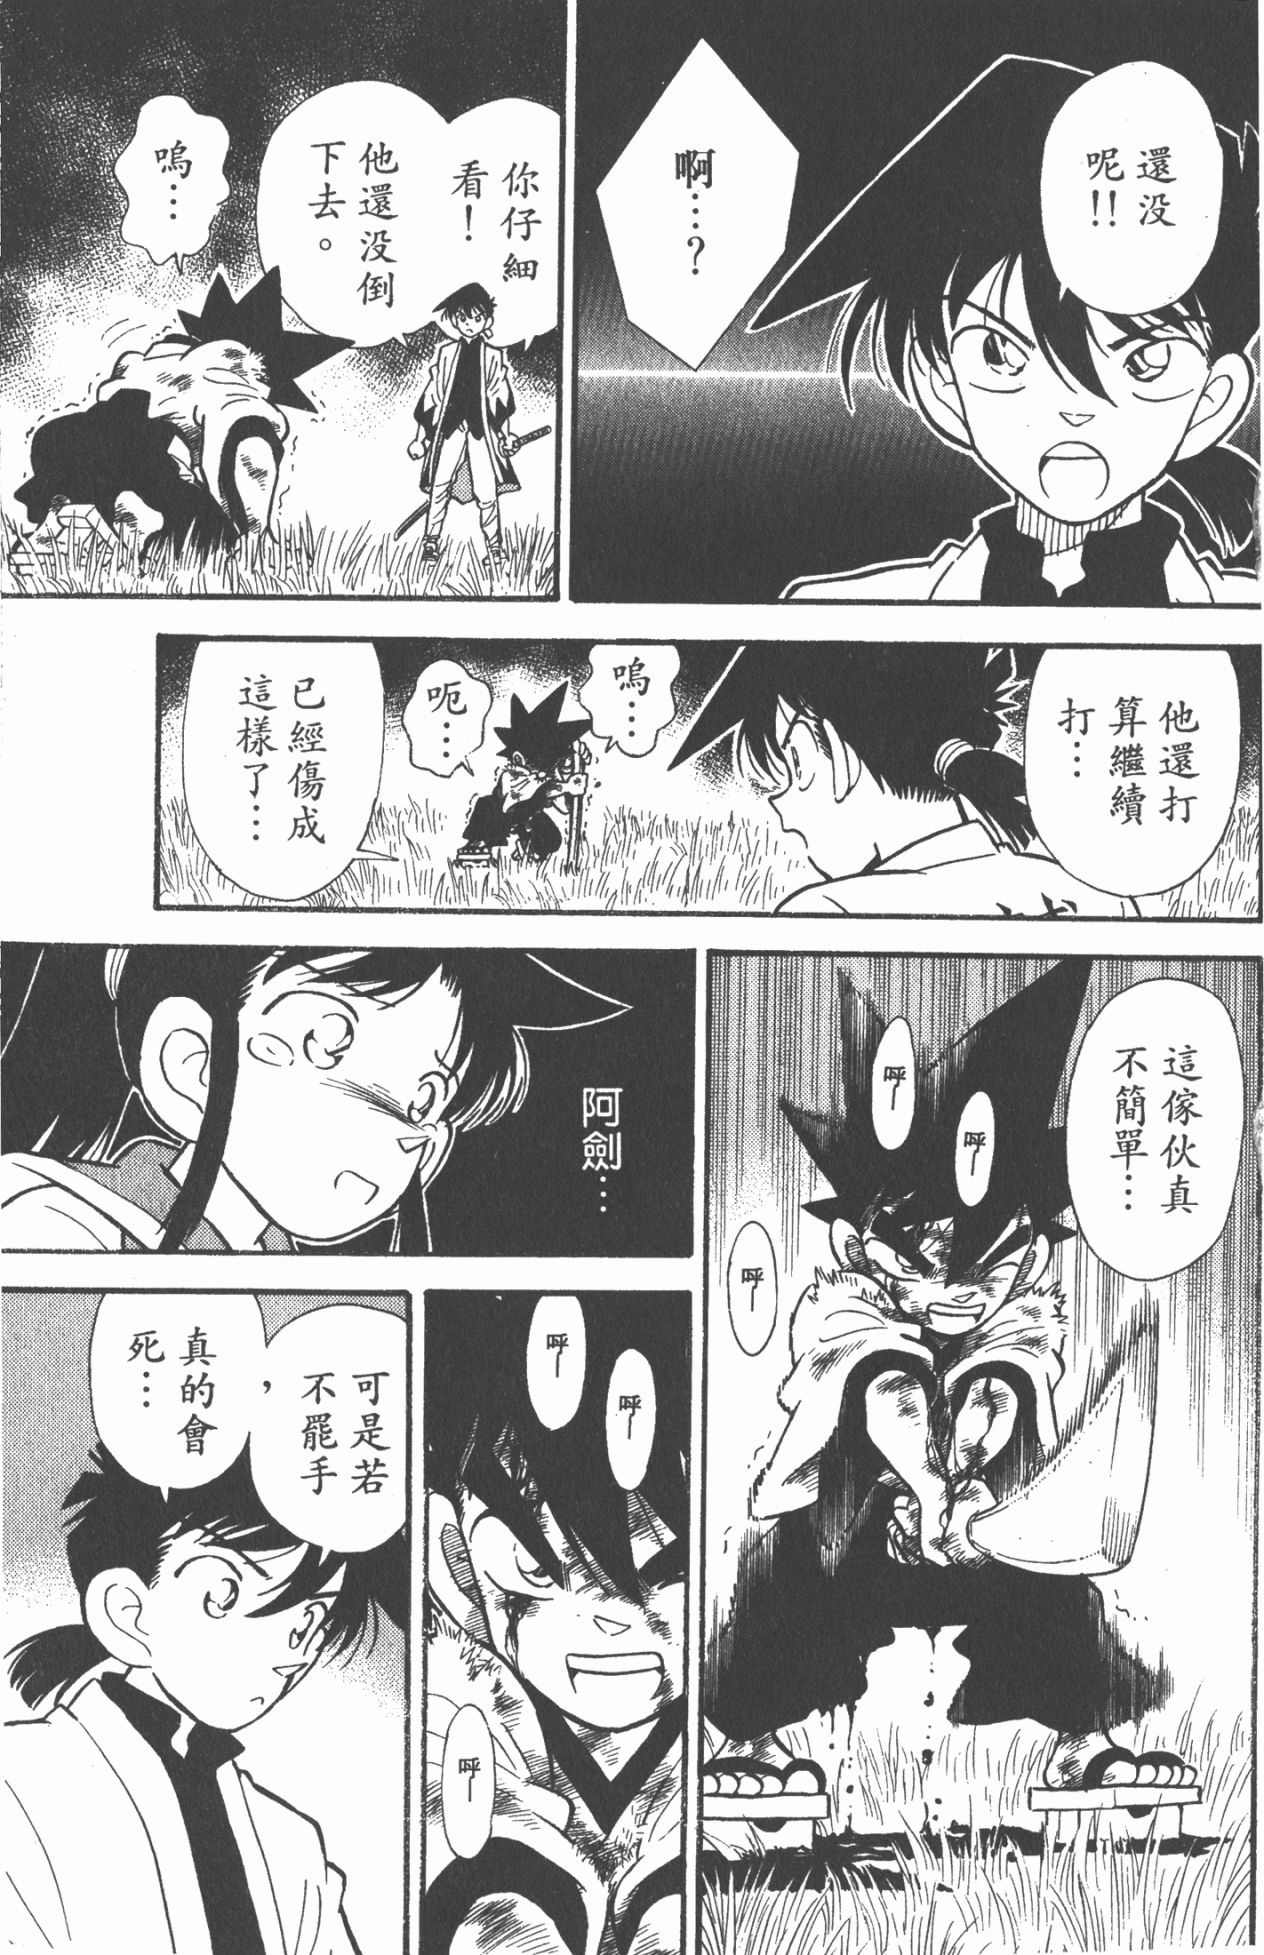 還没
呢!!
啊…?
你仔細
看!
他還没倒
下去。
嗚…
他還打
算繼續
打…
嗚…
呃…
已經傷成
這樣了…
這傢伙真
不簡單…
呼—
呼—
呼—
阿劍…
呼—
呼—
呼—
可是若
不罷手
，
真的會
死…